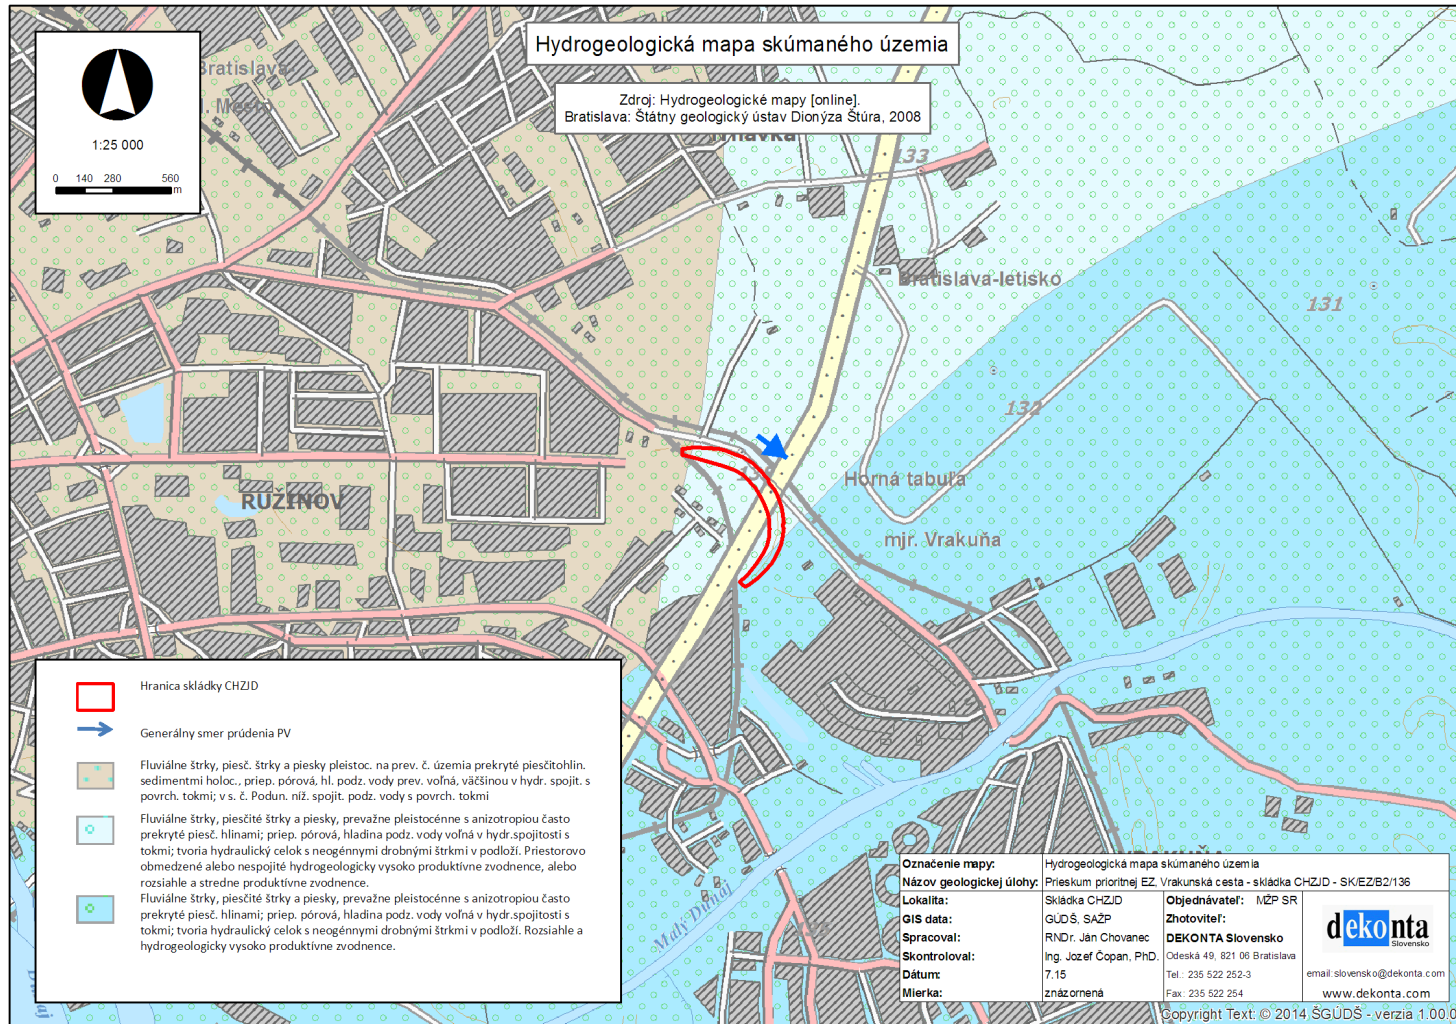 Hydrogeologická mapa skúmaného územia
Zdroj: Hydrogeologické mapy [online].
Bratislava: Štátny geologický ústav Dionýza Štúra, 2008
1:25 000
0 140 280 560
m
Bratislava
133
Bratislava-letisko
131
132
Horná tabuľa
mjr. Vrakuňa
RUŽINOV
Malý Dunaj
Hranica skládky CHZJD
Generálny smer prúdenia PV
Fluviálne štrky, piesč. štrky a piesky pleistoc. na prev. č. územia prekryté piesčitohlin.
sedimentmi holoc., priep. pórová, hl. podz. vody prev. voľná, väčšinou v hydr. spojit. s
povrch. tokmi; v s. č. Podun. níž. spojit. podz. vody s povrch. tokmi
Fluviálne štrky, piesčité štrky a piesky, prevažne pleistocénne s anizotropiou často
prekryté piesč. hlinami; priep. pórová, hladina podz. vody voľná v hydr.spojitosti s
tokmi; tvoria hydraulický celok s neogénnymi drobnými štrkmi v podloží. Priestorovo
obmedzené alebo nespojité hydrogeologicky vysoko produktívne zvodnence, alebo
rozsiahle a stredne produktívne zvodnence.
Fluviálne štrky, piesčité štrky a piesky, prevažne pleistocénne s anizotropiou často
prekryté piesč. hlinami; priep. pórová, hladina podz. vody voľná v hydr.spojitosti s
tokmi; tvoria hydraulický celok s neogénnymi drobnými štrkmi v podloží. Rozsiahle a
hydrogeologicky vysoko produktívne zvodnence.
Označenie mapy: Hydrogeologická mapa skúmaného územia
Názov geologickej úlohy: Prieskum prioritnej EZ, Vrakunská cesta - skládka CHZJD - SK/EZ/B2/136
Lokalita: Skládka CHZJD
GIS data: GÚDŠ, SAŽP
Spracoval: RNDr. Ján Chovanec
Skontroloval: Ing. Jozef Čopan, PhD.
Dátum: 7.15
Mierka: znázornená
Objednávateľ: MŽP SR
Zhotoviteľ:
DEKONTA Slovensko
Odeská 49, 821 06 Bratislava
Tel.: 235 522 252-3
Fax: 235 522 254
dekonta
Slovensko
email:slovensko@dekonta.com
www.dekonta.com
Copyright Text: © 2014 ŠGÚDŠ - verzia 1.00.0